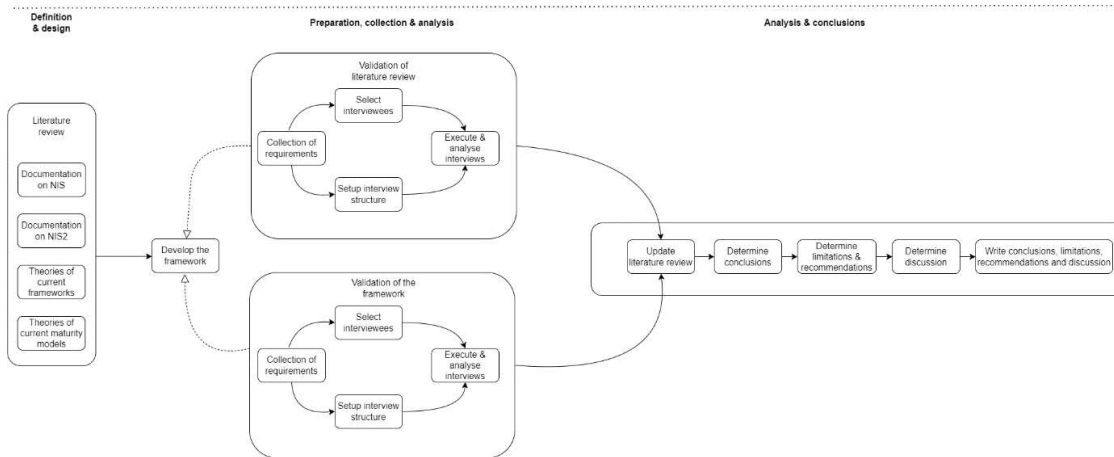 Definition
& design
Preparation, collection & analysis
Analysis & conclusions
Literature
review
Documentation
on NIS
Documentation
on NIS2
Theories of
current
frameworks
Theories of
current maturity
models
Develop the
framework
Validation of
literature review
Select
interviewees
Collection of
requirements
Execute &
analyse
interviews
Setup interview
structure
Validation of the
framework
Select
interviewees
Collection of
requirements
Execute &
analyse
interviews
Setup interview
structure
Update
literature review
Determine
conclusions
Determine
limitations &
recommendations
Determine
discussion
Write conclusions, limitations,
recommendations and discussion